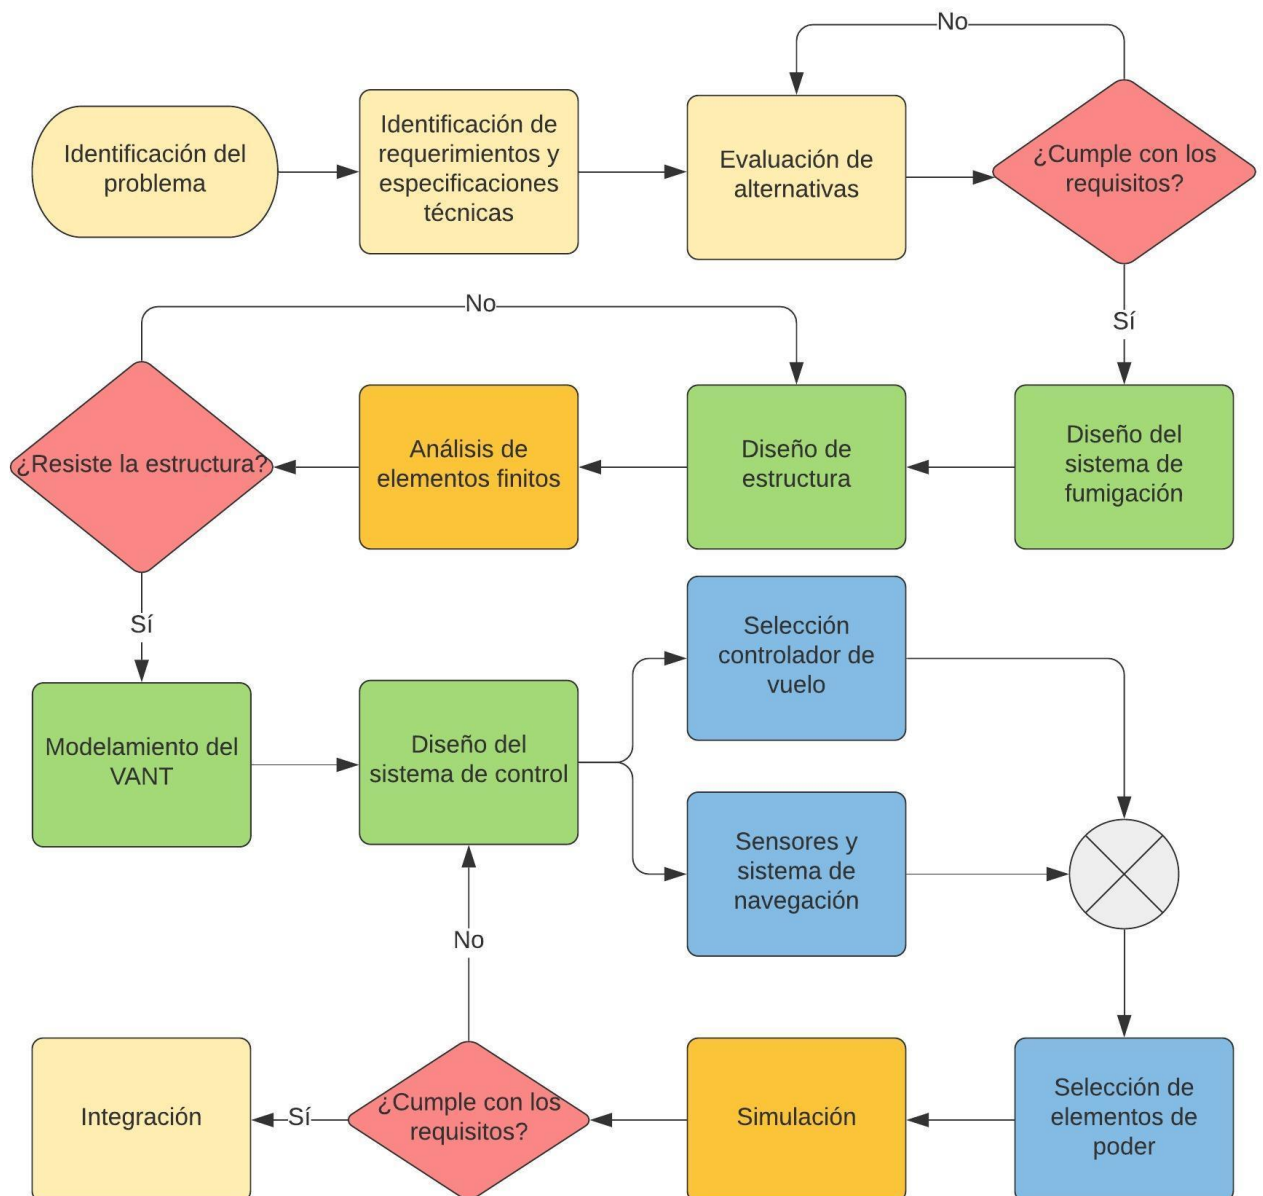 No
Identificación del
problema
Identificación de
requerimientos y
especificaciones
técnicas
Evaluación de
alternativas
¿Cumple con los
requisitos?
No
Sí
¿Resiste la estructura?
Análisis de
elementos finitos
Diseño de
estructura
Diseño del
sistema de
fumigación
Sí
Modelamiento del
VANT
Diseño del
sistema de control
Selección
controlador de
vuelo
Sensores y
sistema de
navegación
No
Integración
Sí
¿Cumple con los
requisitos?
Simulación
Selección de
elementos de
poder